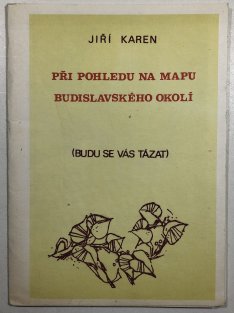 JIŘÍ KAREN
PŘI POHLEDU NA MAPU
BUDISLAVSKÉHO OKOLÍ
(BUDU SE VÁS TÁZAT)